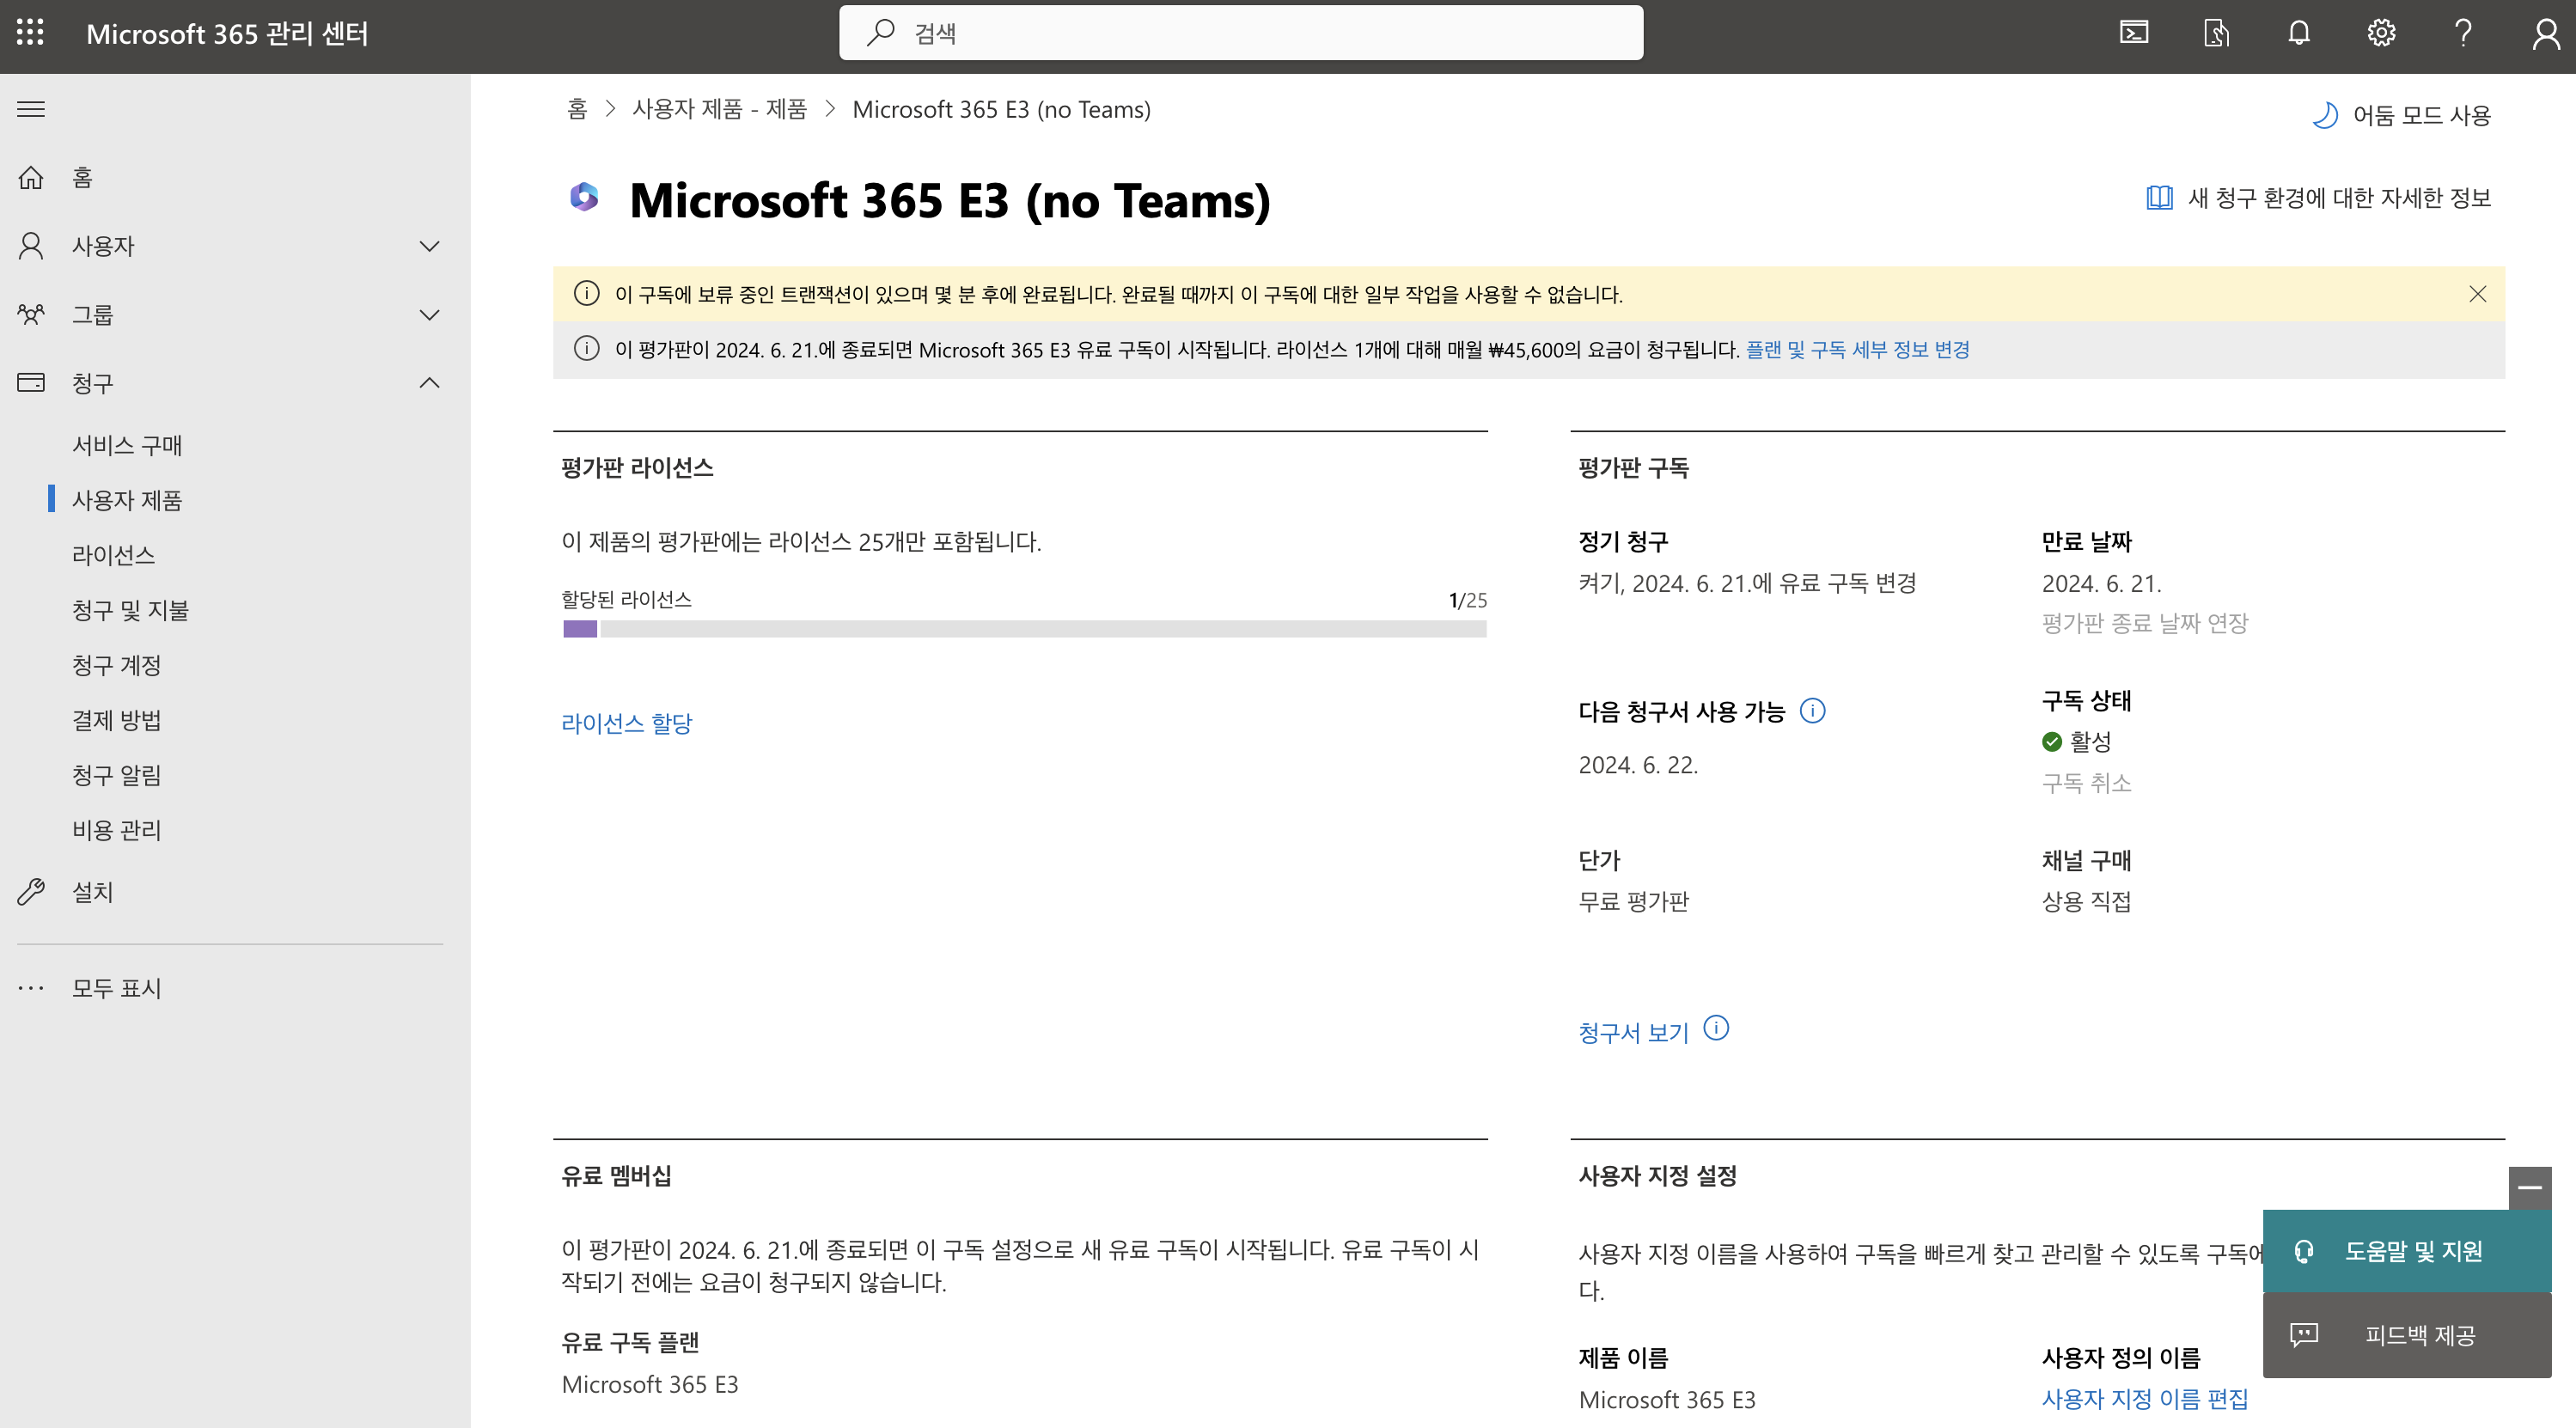 Microsoft 365 관리 센터
검색
홈
사용자
그룹
청구
서비스 구매
사용자 제품
라이선스
청구 및 지불
청구 계정
결제 방법
청구 알림
비용 관리
설치
모두 표시
홈 > 사용자 제품 - 제품 > Microsoft 365 E3 (no Teams)
어둠 모드 사용
Microsoft 365 E3 (no Teams)
새 청구 환경에 대한 자세한 정보
이 구독에 보류 중인 트랜잭션이 있으며 몇 분 후에 완료됩니다. 완료될 때까지 이 구독에 대한 일부 작업을 사용할 수 없습니다.
이 평가판이 2024. 6. 21.에 종료되면 Microsoft 365 E3 유료 구독이 시작됩니다. 라이선스 1개에 대해 매월 ₩45,600의 요금이 청구됩니다. 플랜 및 구독 세부 정보 변경
평가판 라이선스
이 제품의 평가판에는 라이선스 25개만 포함됩니다.
할당된 라이선스 1/25
라이선스 할당
평가판 구독
정기 청구
켜기, 2024. 6. 21.에 유료 구독 변경
만료 날짜
2024. 6. 21.
평가판 종료 날짜 연장
다음 청구서 사용 가능
2024. 6. 22.
구독 상태
활성
구독 취소
단가
무료 평가판
채널 구매
상용 직접
청구서 보기
유료 멤버십
이 평가판이 2024. 6. 21.에 종료되면 이 구독 설정으로 새 유료 구독이 시작됩니다. 유료 구독이 시
작되기 전에는 요금이 청구되지 않습니다.
유료 구독 플랜
Microsoft 365 E3
사용자 지정 설정
사용자 지정 이름을 사용하여 구독을 빠르게 찾고 관리할 수 있도록 구독에
다.
제품 이름
Microsoft 365 E3
사용자 정의 이름
사용자 지정 이름 편집
도움말 및 지원
피드백 제공